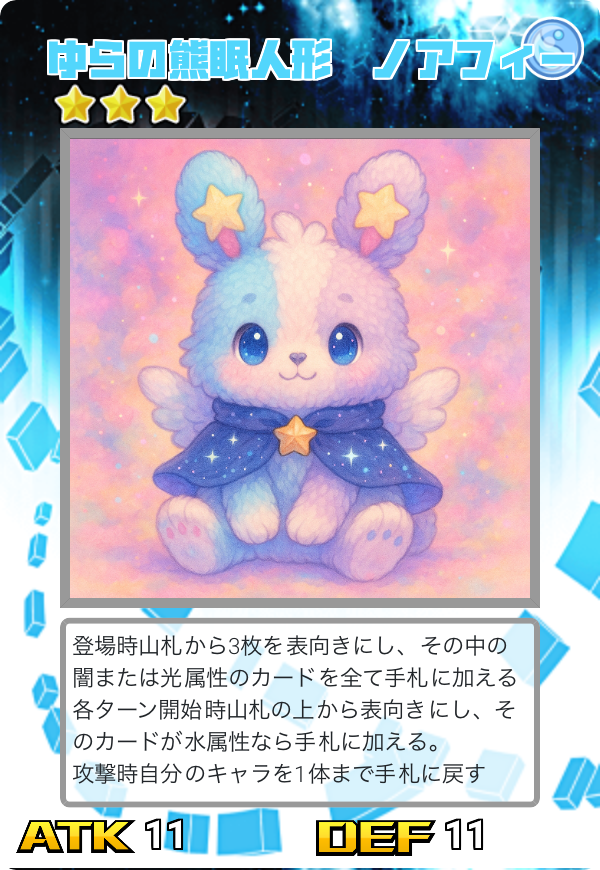 ゆらの熊眠人形　ノアフィー
登場時山札から3枚を表向きにし、その中の
闇または光属性のカードを全て手札に加える
各ターン開始時山札の上から表向きにし、そ
のカードが水属性なら手札に加える。
攻撃時自分のキャラを1体まで手札に戻す
ATK 11 DEF 11